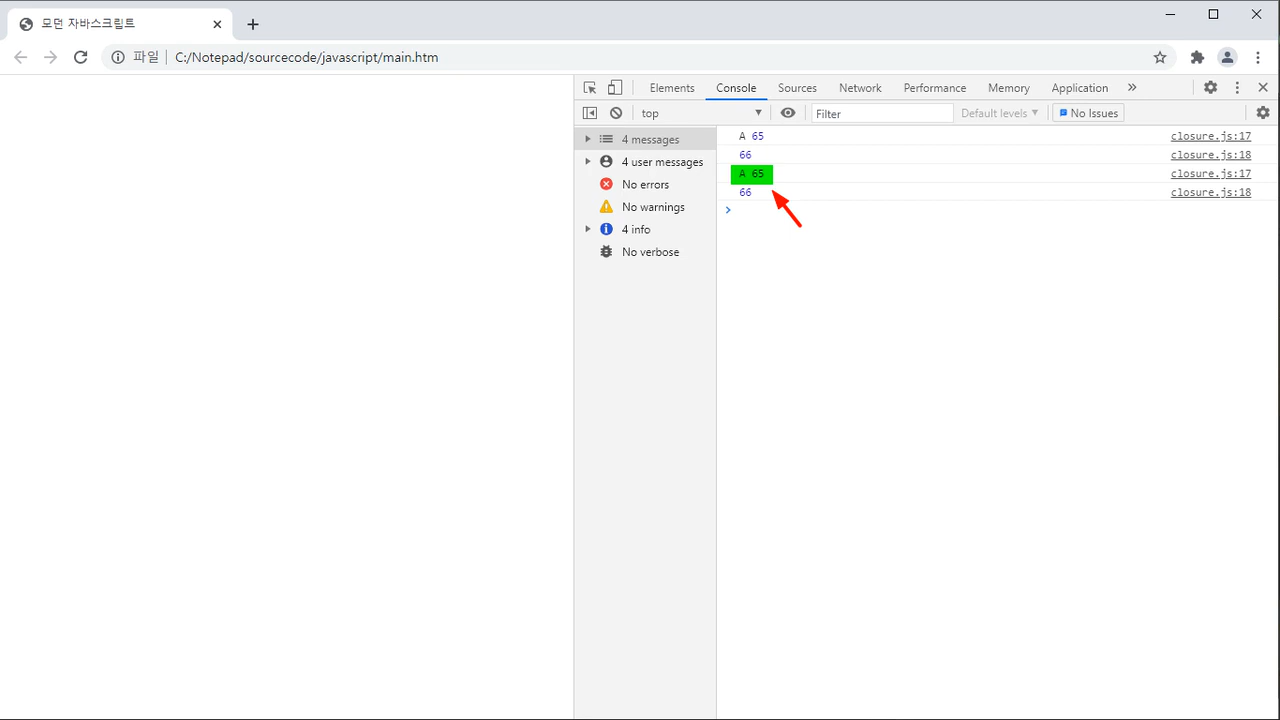 모던 자바스크립트
파일 C:/Notepad/sourcecode/javascript/main.htm
Elements Console Sources Network Performance Memory Application
top Filter Default levels No Issues
4 messages
4 user messages
No errors
No warnings
4 info
No verbose
A 65 closure.js:17
66 closure.js:18
A 65 closure.js:17
66 closure.js:18